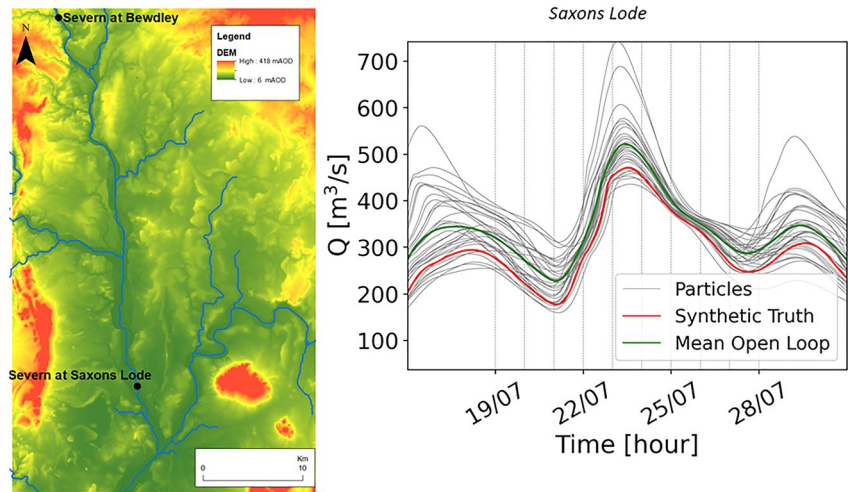 Severn at Bewdley
N
Legend
DEM
High : 418 mAOD
Low : 6 mAOD
Severn at Saxons Lode
Km
0 10
Saxons Lode
Q [m³/s]
700
600
500
400
300
200
100
Particles
Synthetic Truth
Mean Open Loop
19/07 22/07 25/07 28/07
Time [hour]